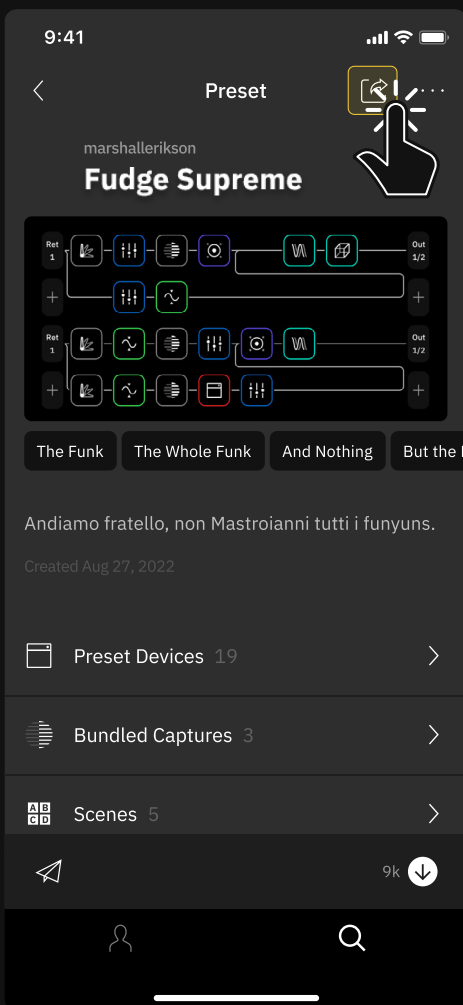 9:41
Preset
marshallerikson
Fudge Supreme
Ret 1
Out 1/2
Ret 1
Out 1/2
The Funk The Whole Funk And Nothing But the
Andiamo fratello, non Mastroianni tutti i funyuns.
Created Aug 27, 2022
Preset Devices 19
Bundled Captures 3
A B C D
Scenes 5
9k